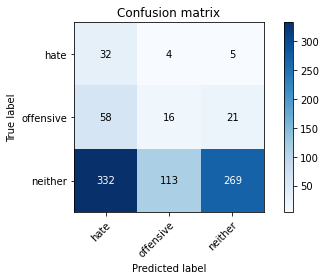 Confusion matrix
hate 32 4 5
offensive 58 16 21
neither 332 113 269
hate offensive neither
True label
Predicted label
300
250
200
150
100
50